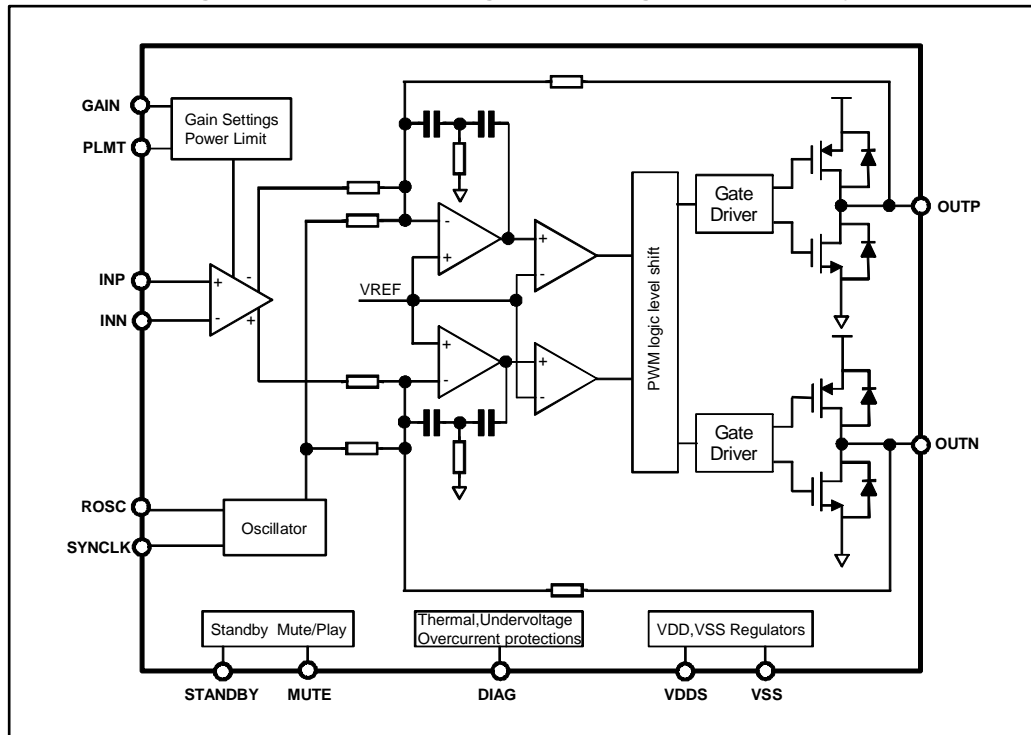 GAIN
Gain Settings
Power Limit
PLMT
INP
+
-
INN
-
+
-
+
VREF
+
-
+
-
+
-
PWM logic level shift
Gate
Driver
OUTP
Gate
Driver
OUTN
ROSC
Oscillator
SYNCLK
Standby Mute/Play
Thermal,Undervoltage
Overcurrent protections
VDD,VSS Regulators
STANDBY
MUTE
DIAG
VDDS
VSS